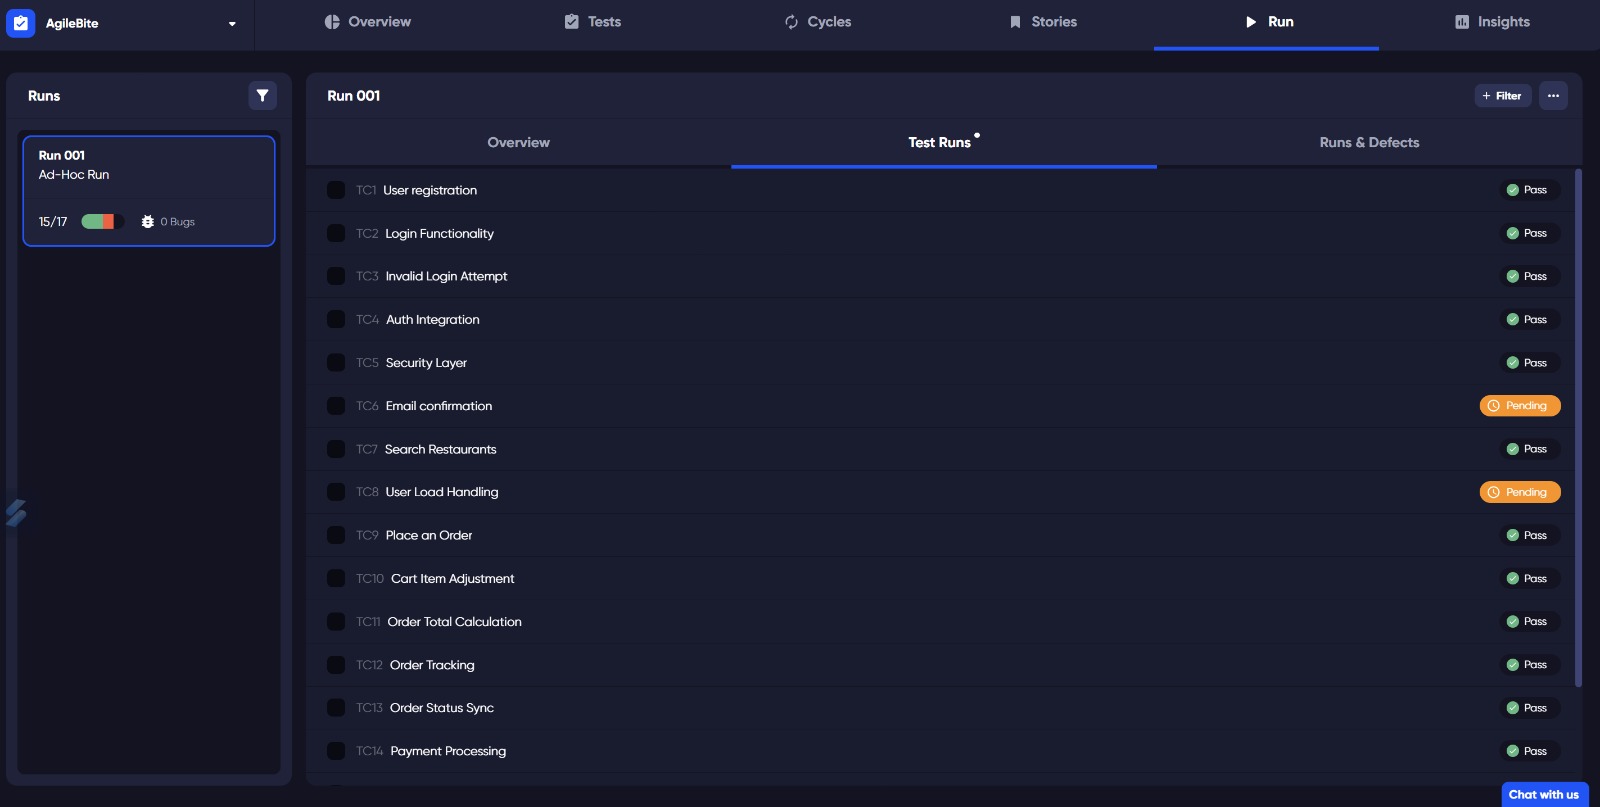 AgileBite
Overview
Tests
Cycles
Stories
Run
Insights
Runs
Run 001
Ad-Hoc Run
15/17
0 Bugs
Run 001
+ Filter
Overview
Test Runs
Runs & Defects
TC1 User registration Pass
TC2 Login Functionality Pass
TC3 Invalid Login Attempt Pass
TC4 Auth Integration Pass
TC5 Security Layer Pass
TC6 Email confirmation Pending
TC7 Search Restaurants Pass
TC8 User Load Handling Pending
TC9 Place an Order Pass
TC10 Cart Item Adjustment Pass
TC11 Order Total Calculation Pass
TC12 Order Tracking Pass
TC13 Order Status Sync Pass
TC14 Payment Processing Pass
Chat with us